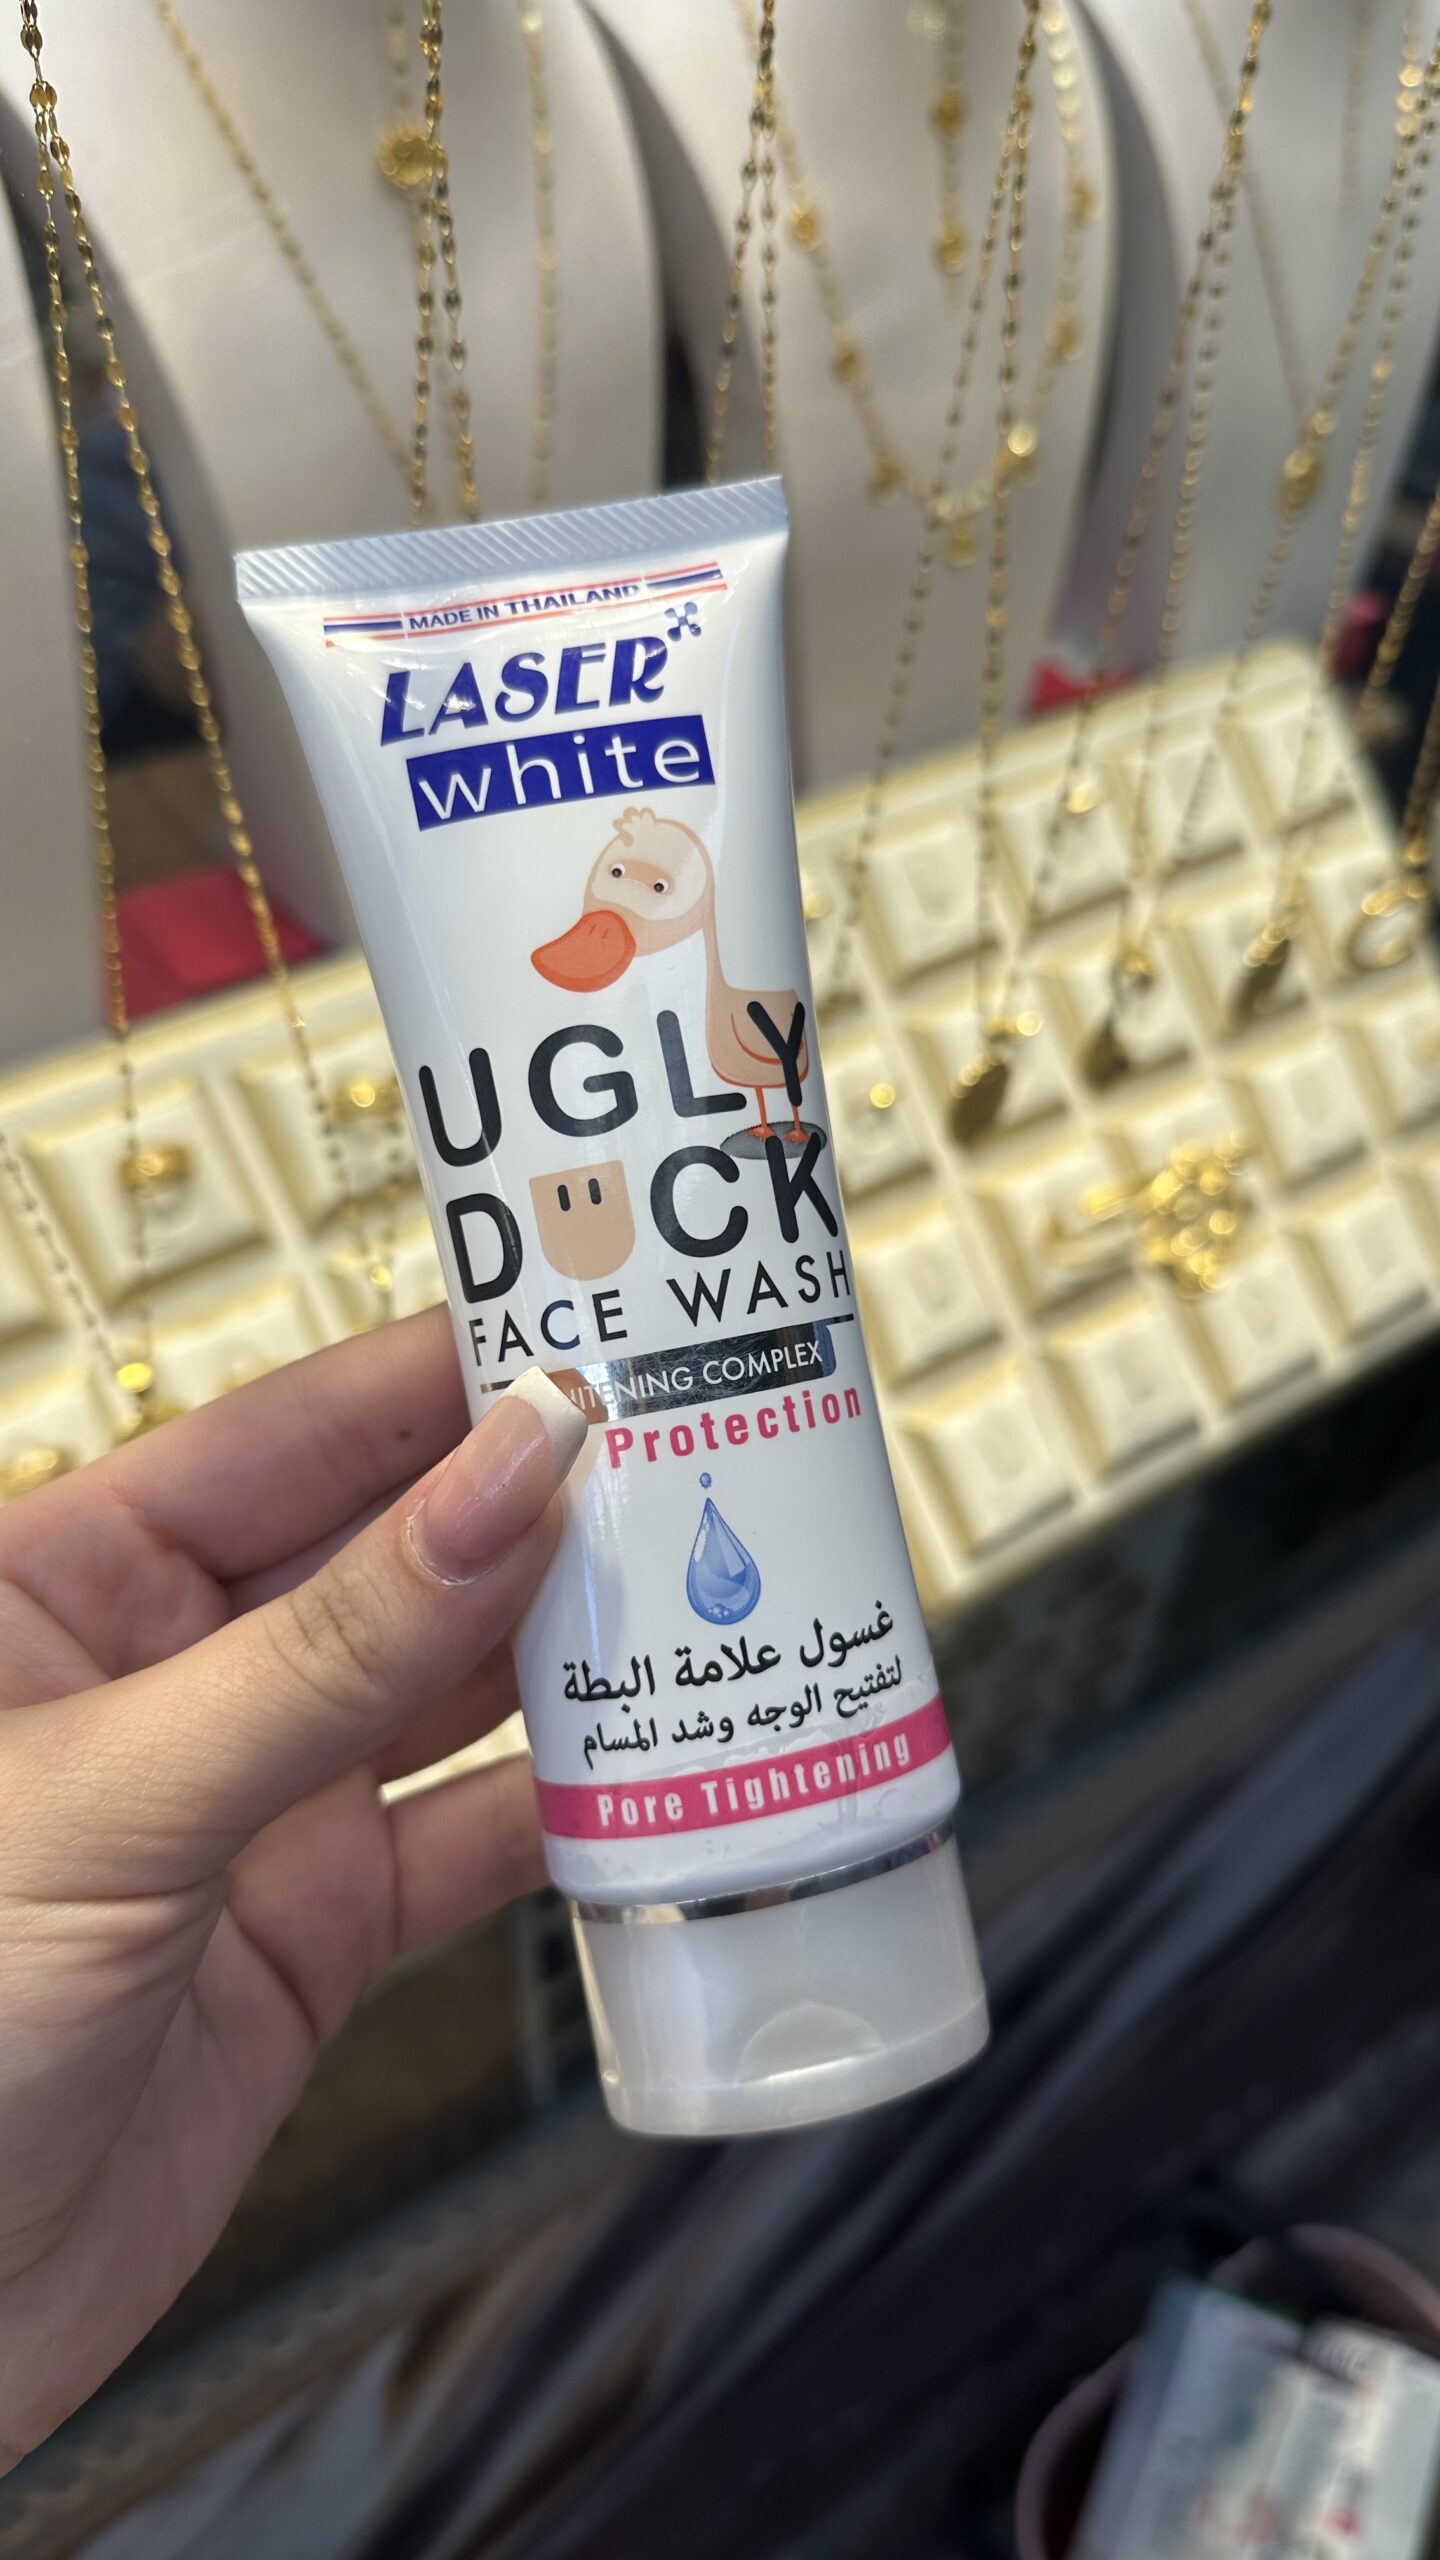 MADE IN THAILAND
LASER
white
UGLY
DUCK
FACE WASH
COMPLEX
Protection
غسول علامة البطة
لتفتيح الوجه وشد المسام
Pore Tightening